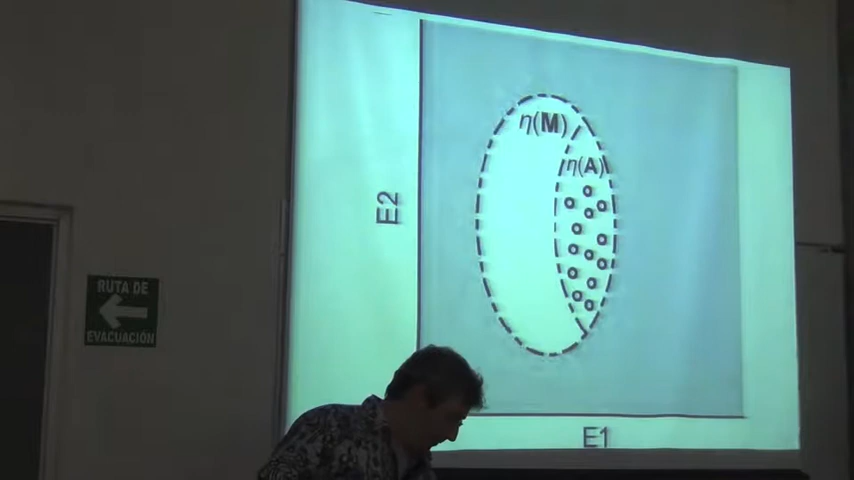 η(M)
η(A)
E2
E1
RUTA DE
EVACUACIÓN